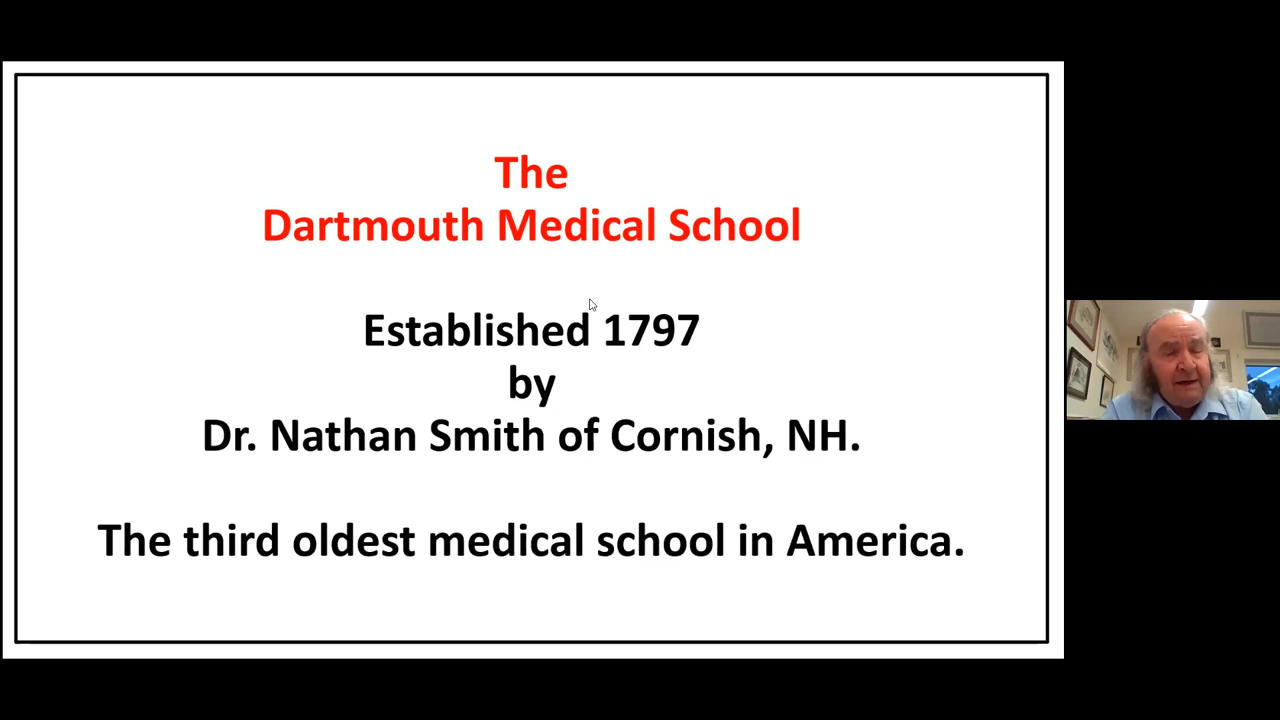 The
Dartmouth Medical School
Established 1797
by
Dr. Nathan Smith of Cornish, NH.
The third oldest medical school in America.